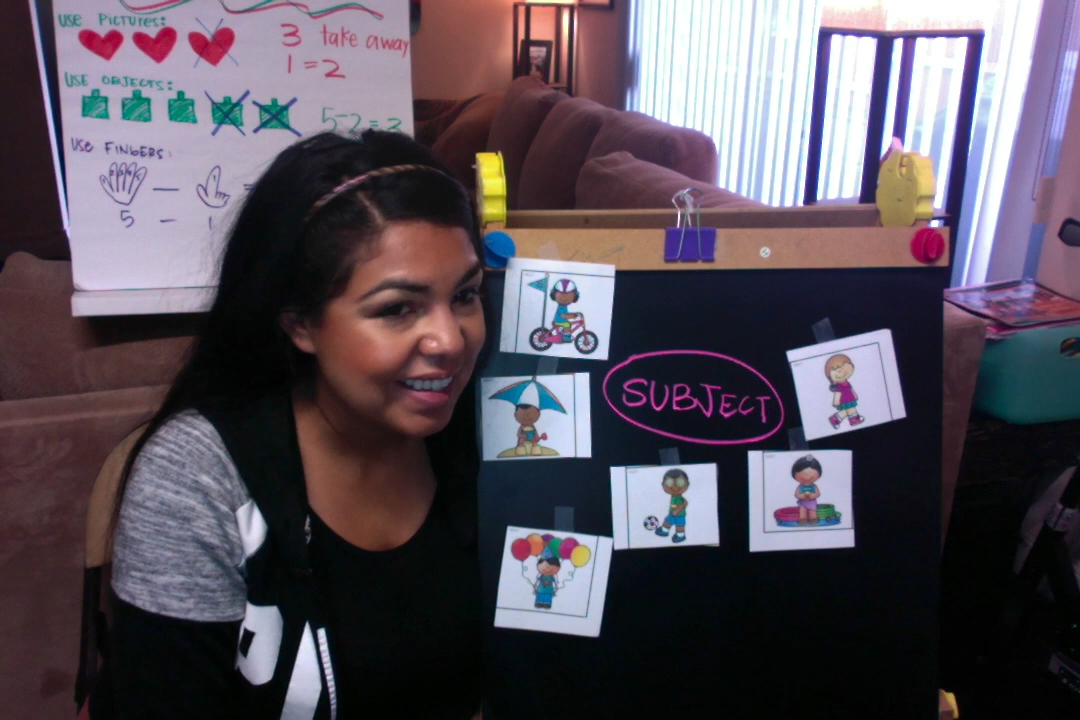 USE PICTURES:
3 take away
1 = 2
USE OBJECTS:
5-2=3
USE FINGERS:
5 - 1
SUBJECT